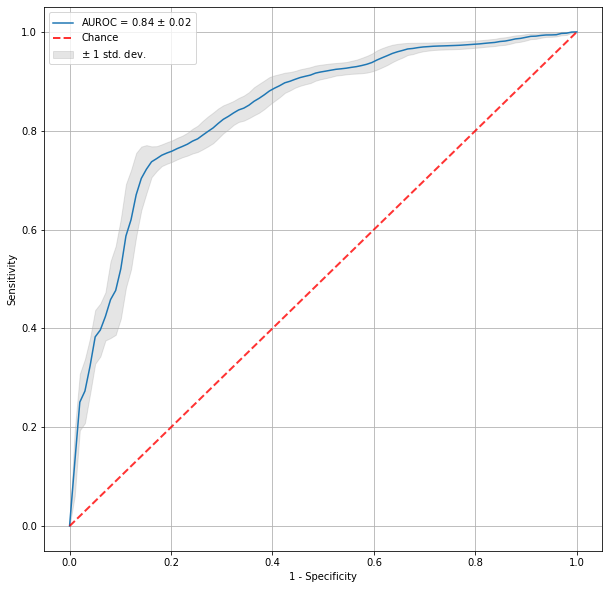 AUROC = 0.84 ± 0.02
Chance
± 1 std. dev.
1.0
0.8
0.6
0.4
0.2
0.0
Sensitivity
0.0 0.2 0.4 0.6 0.8 1.0
1 - Specificity